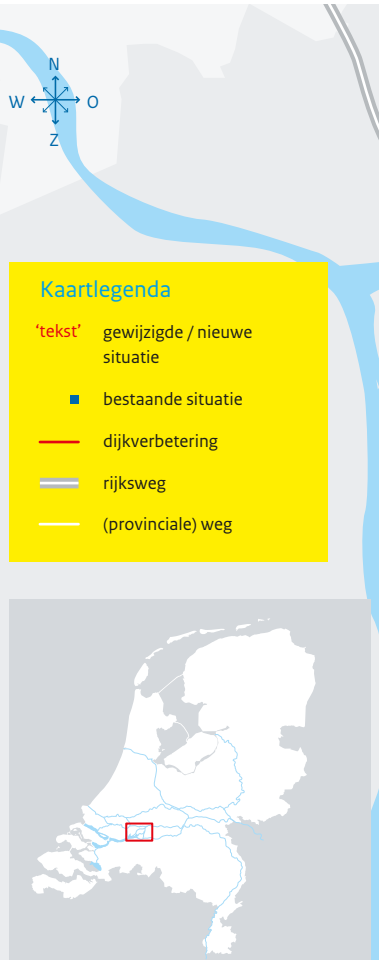 N
W O
Z
Kaartlegenda
‘tekst’ gewijzigde / nieuwe
situatie
bestaande situatie
dijkverbetering
rijksweg
(provinciale) weg